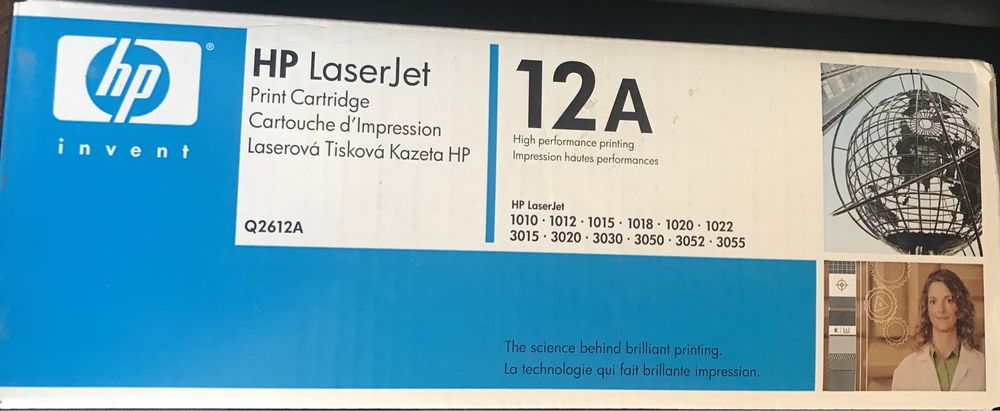 hp
®
invent
HP LaserJet
Print Cartridge
Cartouche d'Impression
Laserová Tisková Kazeta HP
Q2612A
12A
High performance printing
Impression hautes performances
HP LaserJet
1010 · 1012 · 1015 · 1018 · 1020 · 1022
3015 · 3020 · 3030 · 3050 · 3052 · 3055
The science behind brilliant printing.
La technologie qui fait brillante impression.